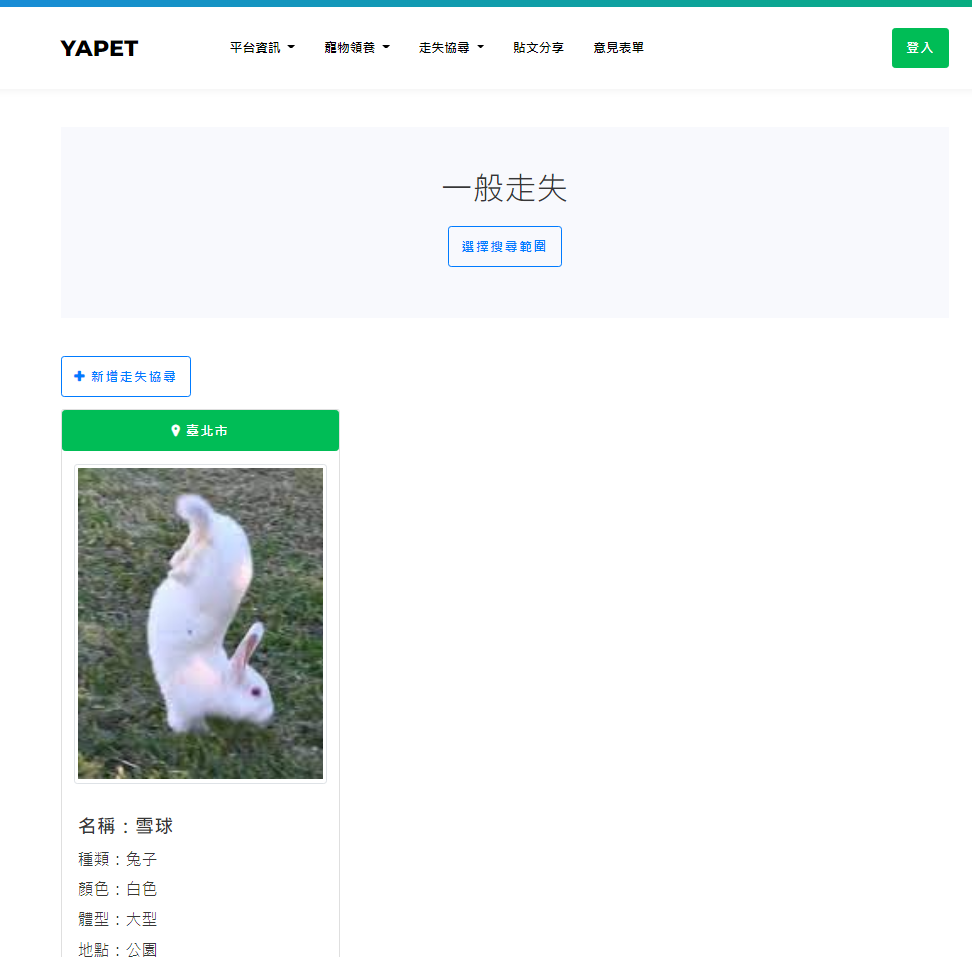 YAPET
平台資訊
寵物領養
走失協尋
貼文分享
意見表單
登入
一般走失
選擇搜尋範圍
新增走失協尋
臺北市
名稱：雪球
種類：兔子
顏色：白色
體型：大型
地點：公園